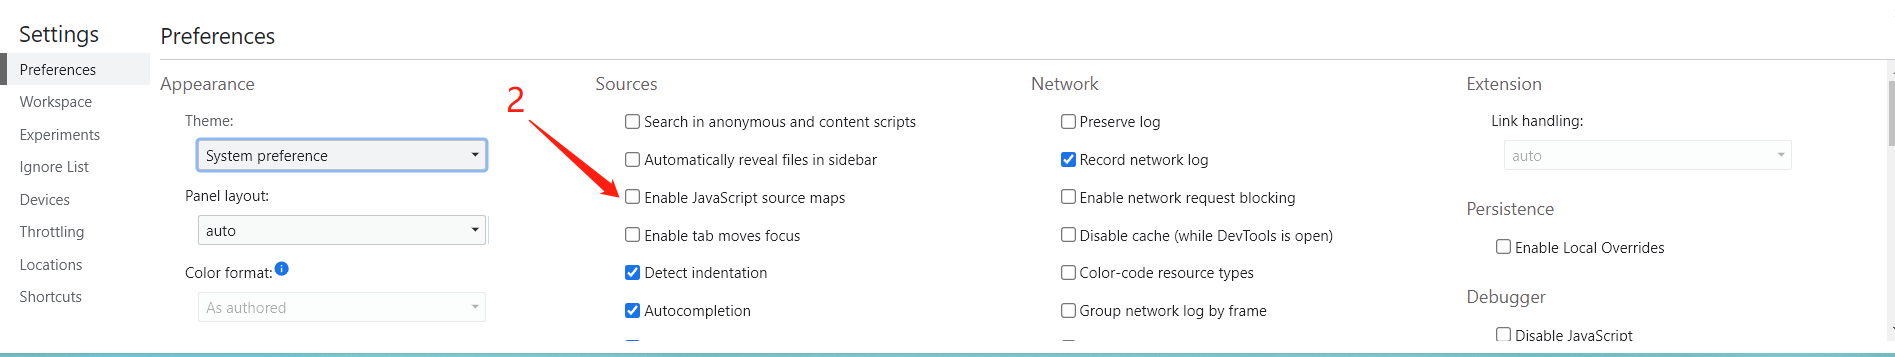 Settings
Preferences
Workspace
Experiments
Ignore List
Devices
Throttling
Locations
Shortcuts
Preferences
Appearance
Theme:
System preference
Panel layout:
auto
Color format:
As authored
2
Sources
Search in anonymous and content scripts
Automatically reveal files in sidebar
Enable JavaScript source maps
Enable tab moves focus
Detect indentation
Autocompletion
Network
Preserve log
Record network log
Enable network request blocking
Disable cache (while DevTools is open)
Color-code resource types
Group network log by frame
Extension
Link handling:
auto
Persistence
Enable Local Overrides
Debugger
Disable JavaScript